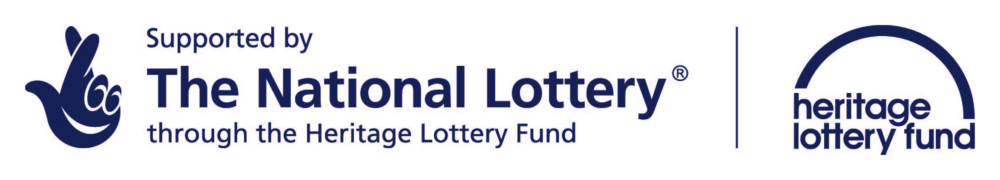 Supported by
The National Lottery®
through the Heritage Lottery Fund
heritage
lottery fund